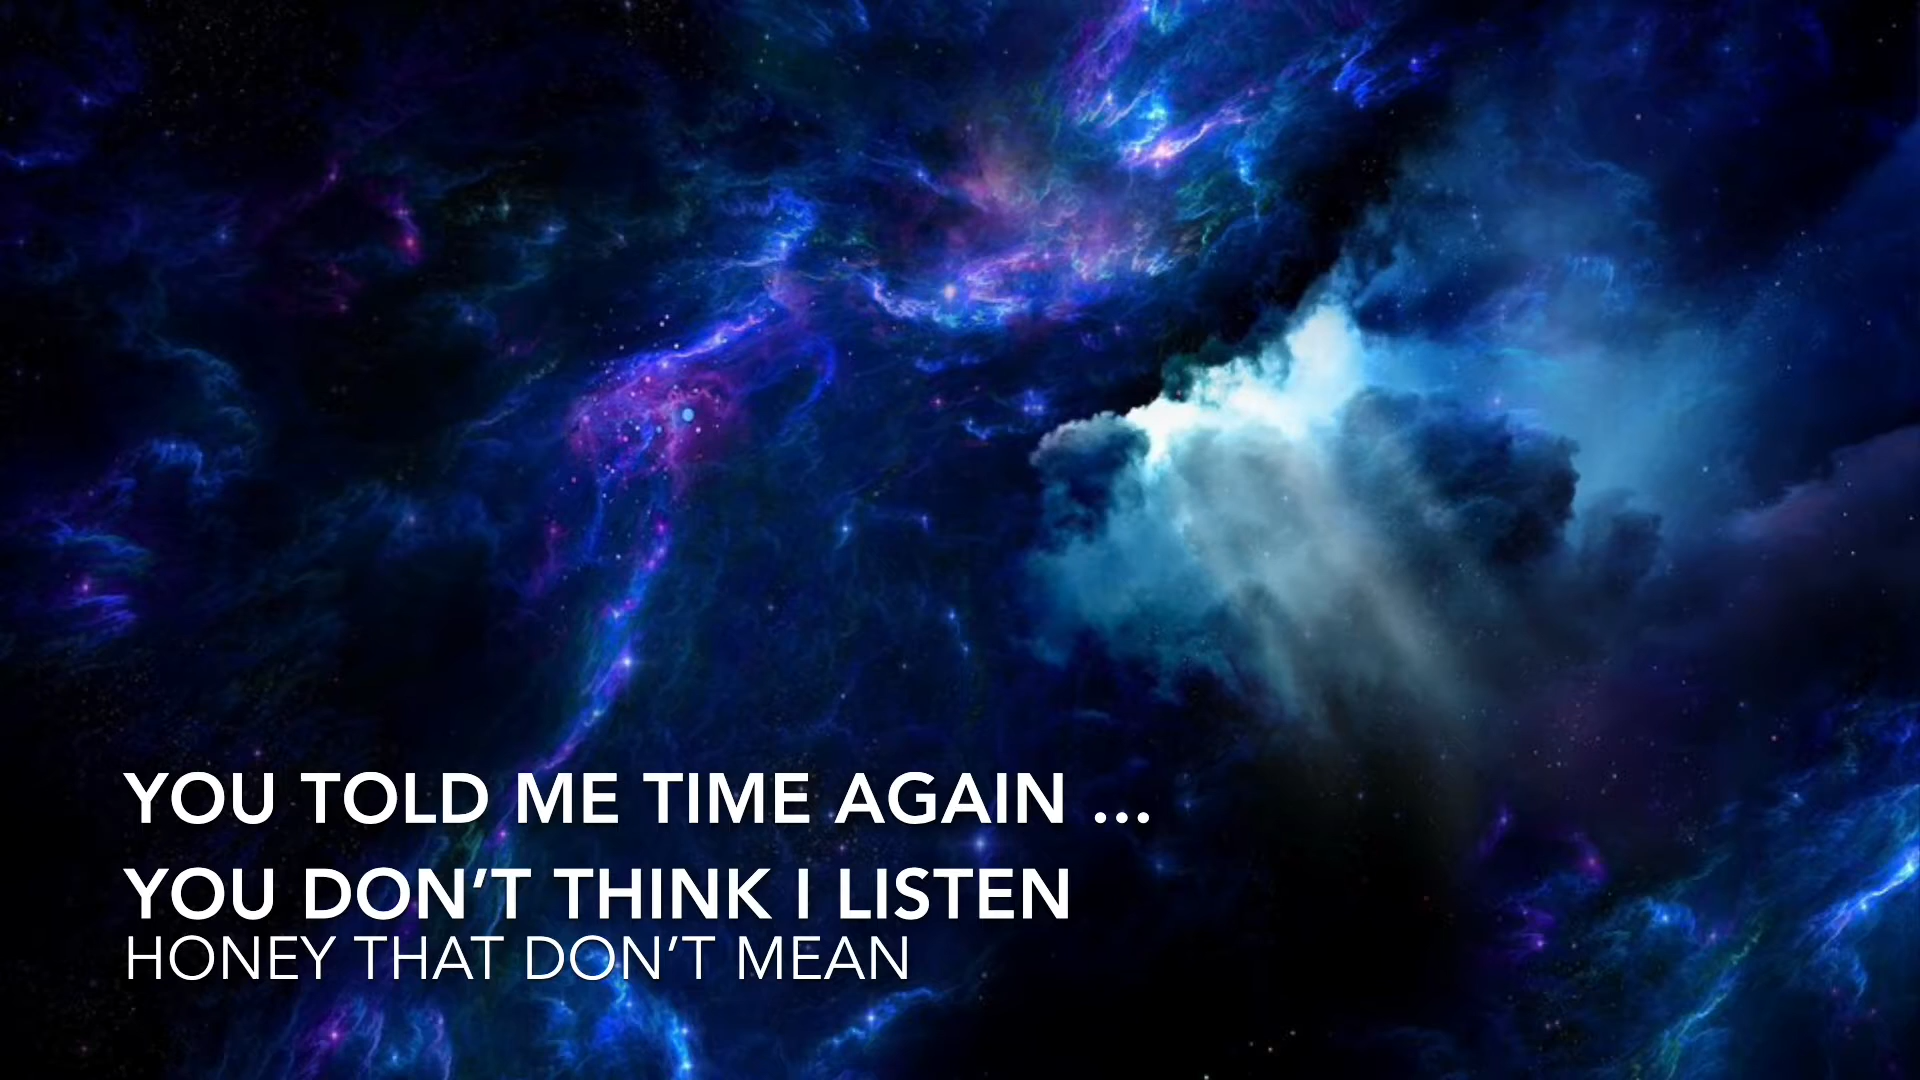 YOU TOLD ME TIME AGAIN …
YOU DON’T THINK I LISTEN
HONEY THAT DON’T MEAN